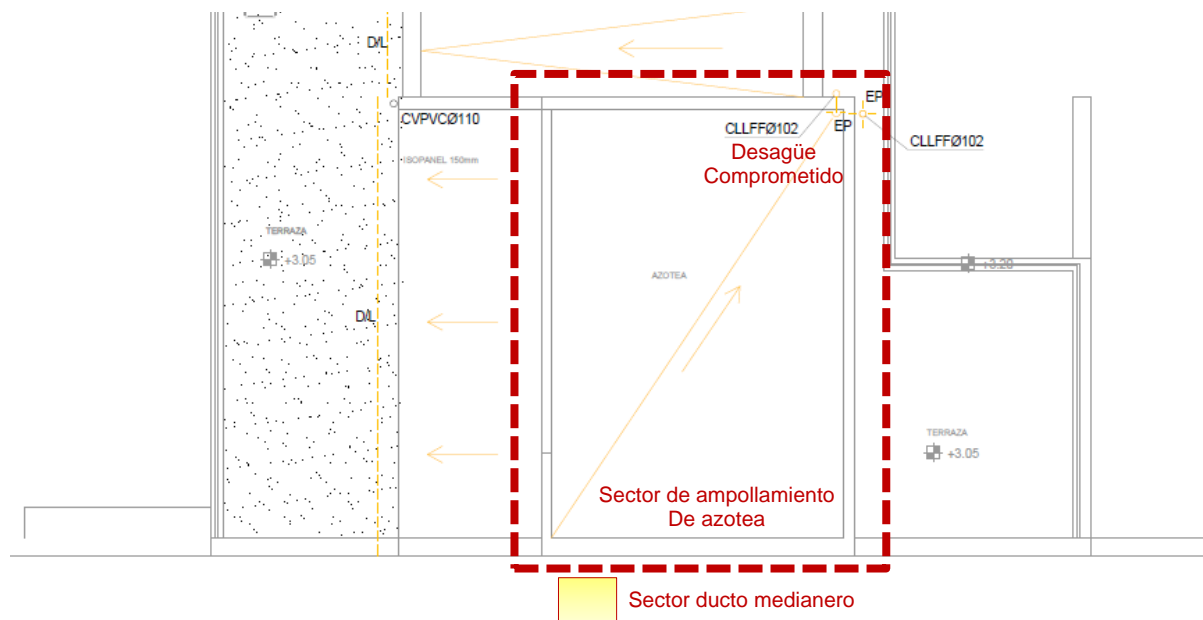 D/L
EP
CVPVCØ110
CLLFFØ102
EP
CLLFFØ102
Desagüe
Comprometido
ISOPANEL 150mm
TERRAZA
+3.05
+3.20
AZOTEA
D/L
TERRAZA
+3.05
Sector de ampollamiento
De azotea
Sector ducto medianero